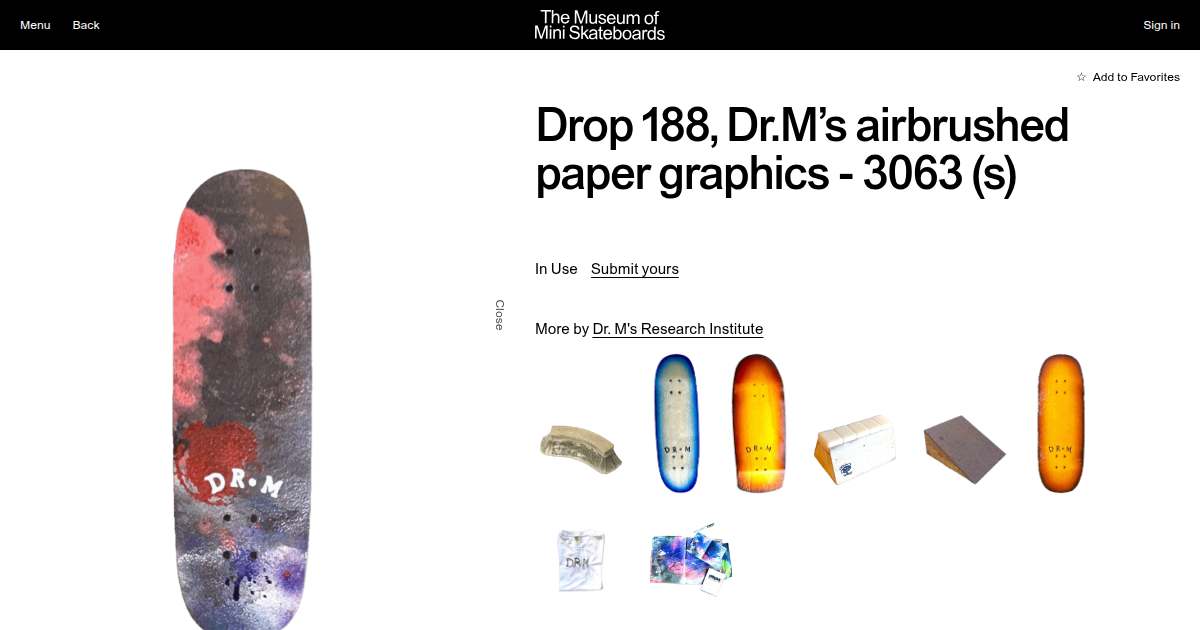 Menu
Back
The Museum of
Mini Skateboards
Sign in
☆ Add to Favorites
Drop 188, Dr.M’s airbrushed
paper graphics - 3063 (s)
In Use Submit yours
Close
More by Dr. M's Research Institute
DR•M
DR•M
DR•M
DR•M
DRM